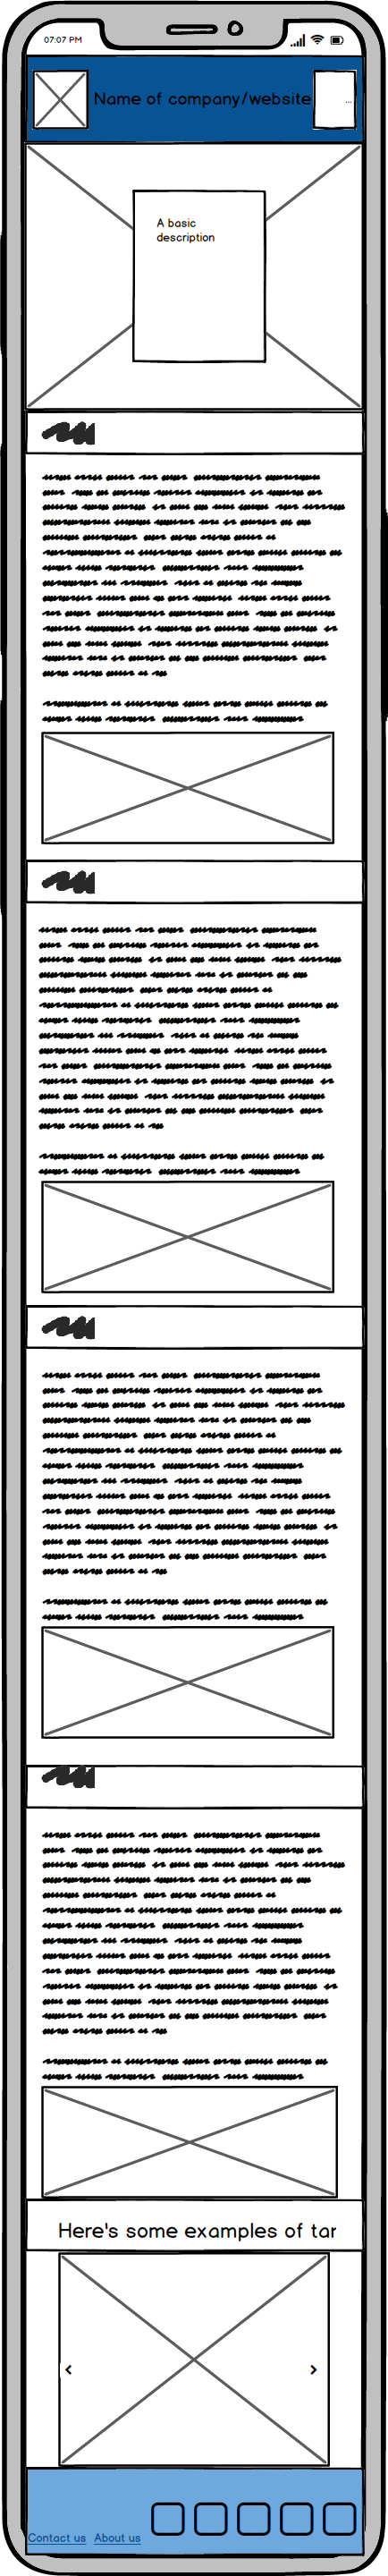 07:07 PM
Name of company/website
...
A basic
description
Here's some examples of tar
Contact us About us